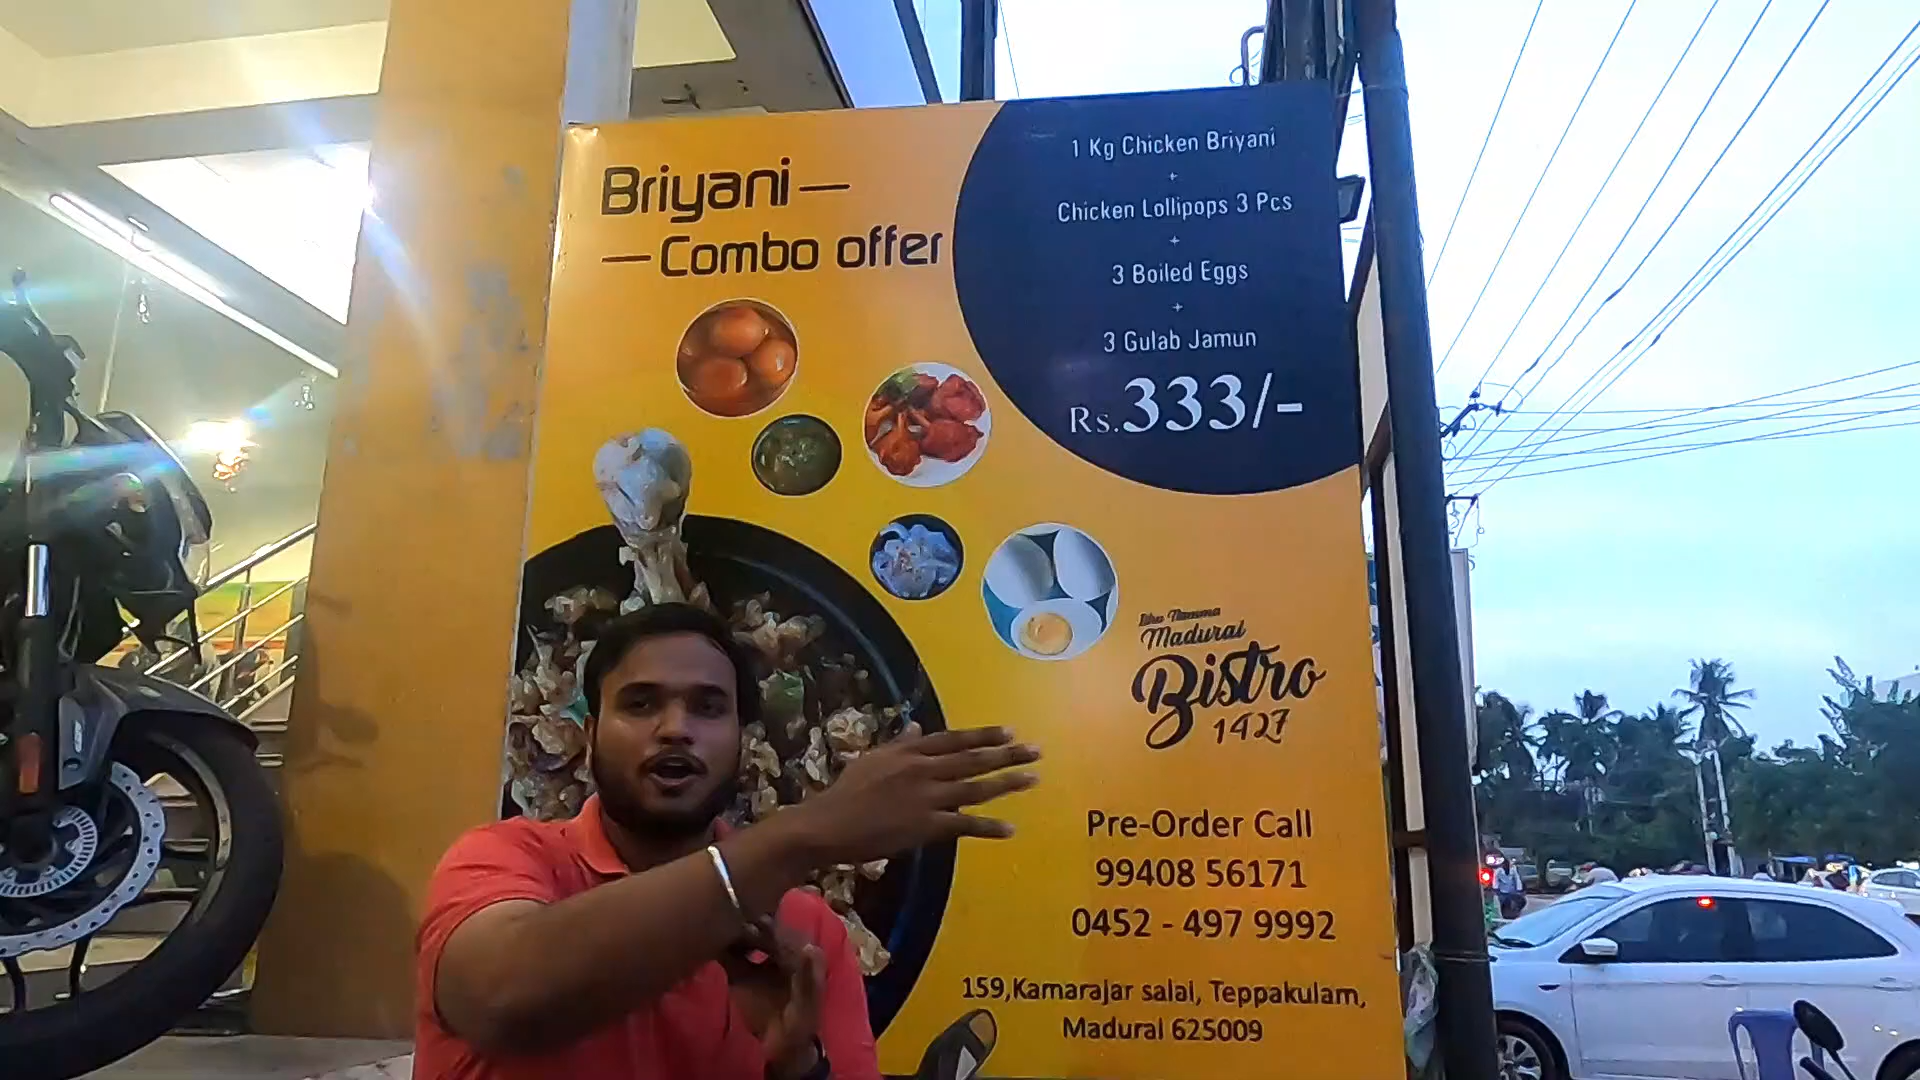 Briyani
Combo offer
1 Kg Chicken Briyani
+
Chicken Lollipops 3 Pcs
+
3 Boiled Eggs
+
3 Gulab Jamun
Rs.333/-
Namma
Madurai
Bistro
1427
Pre-Order Call
99408 56171
0452 - 497 9992
159,Kamarajar salai, Teppakulam,
Madurai 625009